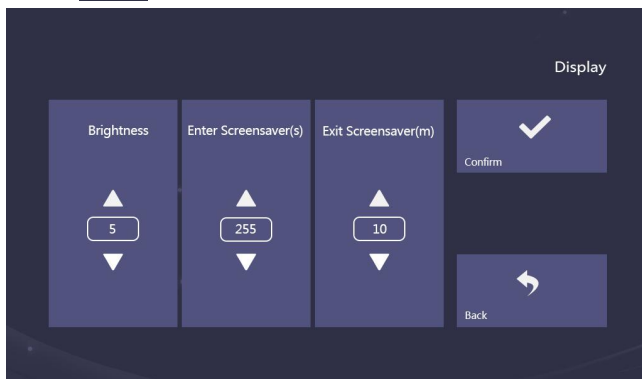 Display
Brightness
Enter Screensaver(s)
Exit Screensaver(m)
Confirm
5
255
10
Back